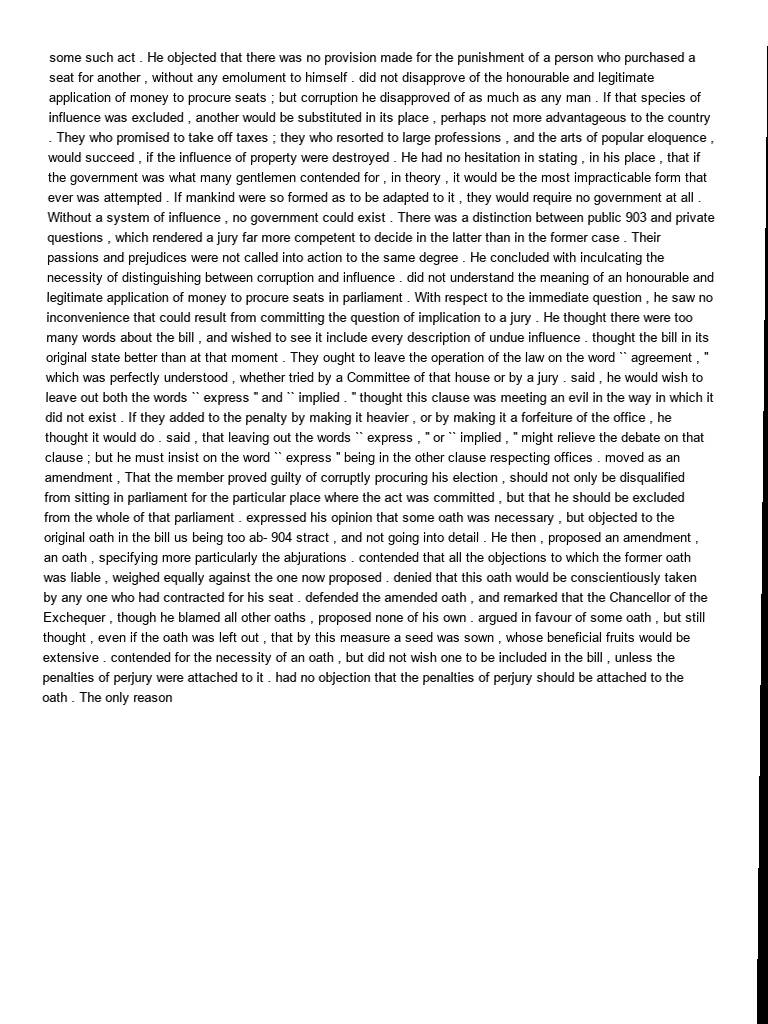 some such act . He objected that there was no provision made for the punishment of a person who purchased a
seat for another , without any emolument to himself . did not disapprove of the honourable and legitimate
application of money to procure seats ; but corruption he disapproved of as much as any man . If that species of
influence was excluded , another would be substituted in its place , perhaps not more advantageous to the country
. They who promised to take off taxes ; they who resorted to large professions , and the arts of popular eloquence ,
would succeed , if the influence of property were destroyed . He had no hesitation in stating , in his place , that if
the government was what many gentlemen contended for , in theory , it would be the most impracticable form that
ever was attempted . If mankind were so formed as to be adapted to it , they would require no government at all .
Without a system of influence , no government could exist . There was a distinction between public 903 and private
questions , which rendered a jury far more competent to decide in the latter than in the former case . Their
passions and prejudices were not called into action to the same degree . He concluded with inculcating the
necessity of distinguishing between corruption and influence . did not understand the meaning of an honourable and
legitimate application of money to procure seats in parliament . With respect to the immediate question , he saw no
inconvenience that could result from committing the question of implication to a jury . He thought there were too
many words about the bill , and wished to see it include every description of undue influence . thought the bill in its
original state better than at that moment . They ought to leave the operation of the law on the word `` agreement , "
which was perfectly understood , whether tried by a Committee of that house or by a jury . said , he would wish to
leave out both the words `` express " and `` implied . " thought this clause was meeting an evil in the way in which it
did not exist . If they added to the penalty by making it heavier , or by making it a forfeiture of the office , he
thought it would do . said , that leaving out the words `` express , " or `` implied , " might relieve the debate on that
clause ; but he must insist on the word `` express " being in the other clause respecting offices . moved as an
amendment , That the member proved guilty of corruptly procuring his election , should not only be disqualified
from sitting in parliament for the particular place where the act was committed , but that he should be excluded
from the whole of that parliament . expressed his opinion that some oath was necessary , but objected to the
original oath in the bill us being too ab- 904 stract , and not going into detail . He then , proposed an amendment ,
an oath , specifying more particularly the abjurations . contended that all the objections to which the former oath
was liable , weighed equally against the one now proposed . denied that this oath would be conscientiously taken
by any one who had contracted for his seat . defended the amended oath , and remarked that the Chancellor of the
Exchequer , though he blamed all other oaths , proposed none of his own . argued in favour of some oath , but still
thought , even if the oath was left out , that by this measure a seed was sown , whose beneficial fruits would be
extensive . contended for the necessity of an oath , but did not wish one to be included in the bill , unless the
penalties of perjury were attached to it . had no objection that the penalties of perjury should be attached to the
oath . The only reason